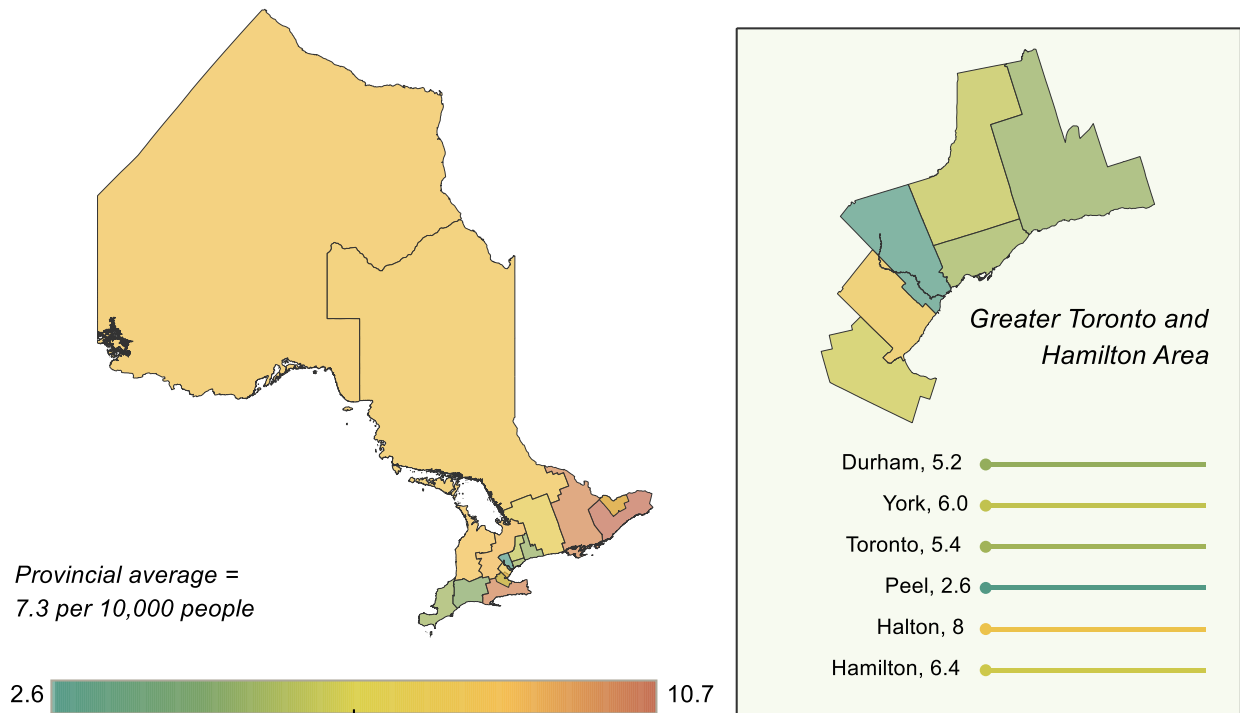 Greater Toronto and
Hamilton Area
Durham, 5.2
York, 6.0
Toronto, 5.4
Peel, 2.6
Halton, 8
Hamilton, 6.4
Provincial average =
7.3 per 10,000 people
2.6
10.7